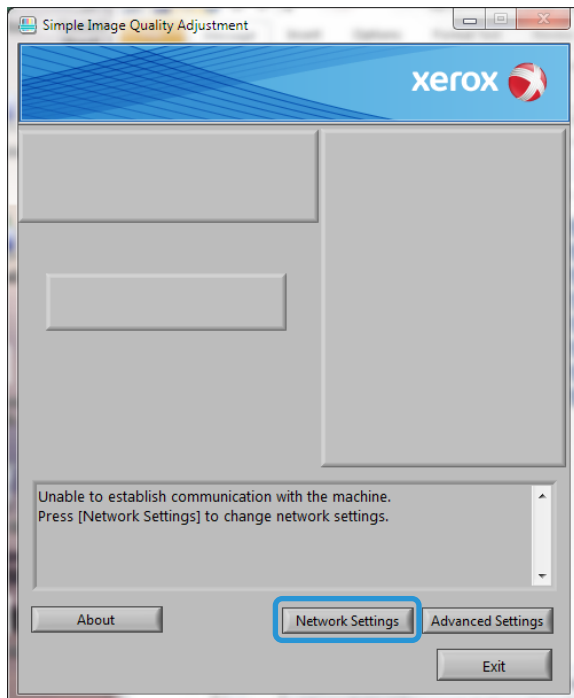 Simple Image Quality Adjustment
xerox
Unable to establish communication with the machine.
Press [Network Settings] to change network settings.
About
Network Settings
Advanced Settings
Exit